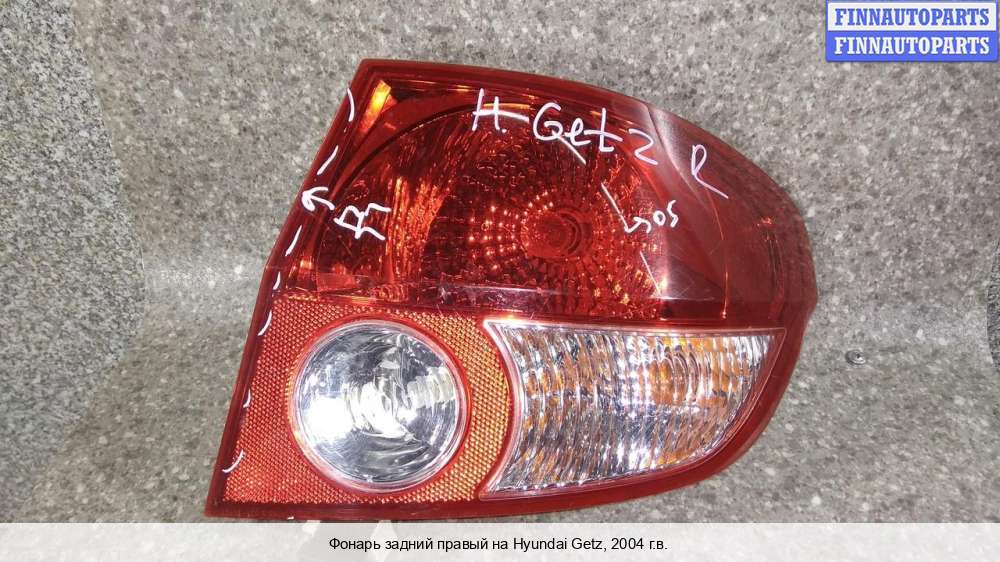 FINNAUTOPARTS
FINNAUTOPARTS
H. Getz R
Фонарь задний правый на Hyundai Getz, 2004 г.в.